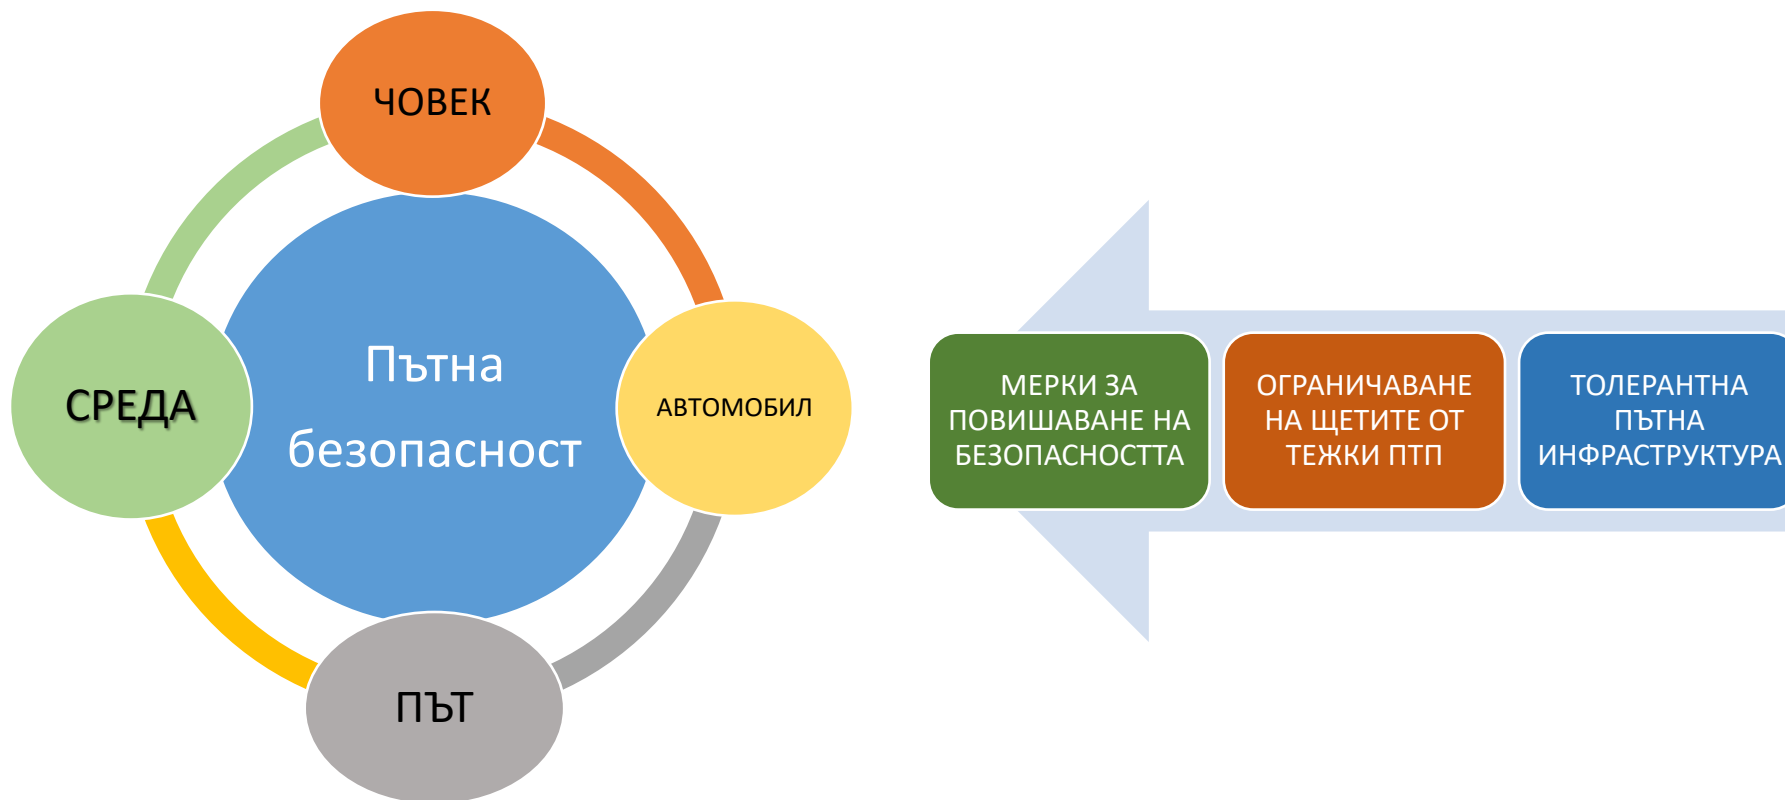 ЧОВЕК
СРЕДА
Пътна
безопасност
АВТОМОБИЛ
ПЪТ
МЕРКИ ЗА
ПОВИШАВАНЕ НА
БЕЗОПАСНОСТТА
ОГРАНИЧАВАНЕ
НА ЩЕТИТЕ ОТ
ТЕЖКИ ПТП
ТОЛЕРАНТНА
ПЪТНА
ИНФРАСТРУКТУРА